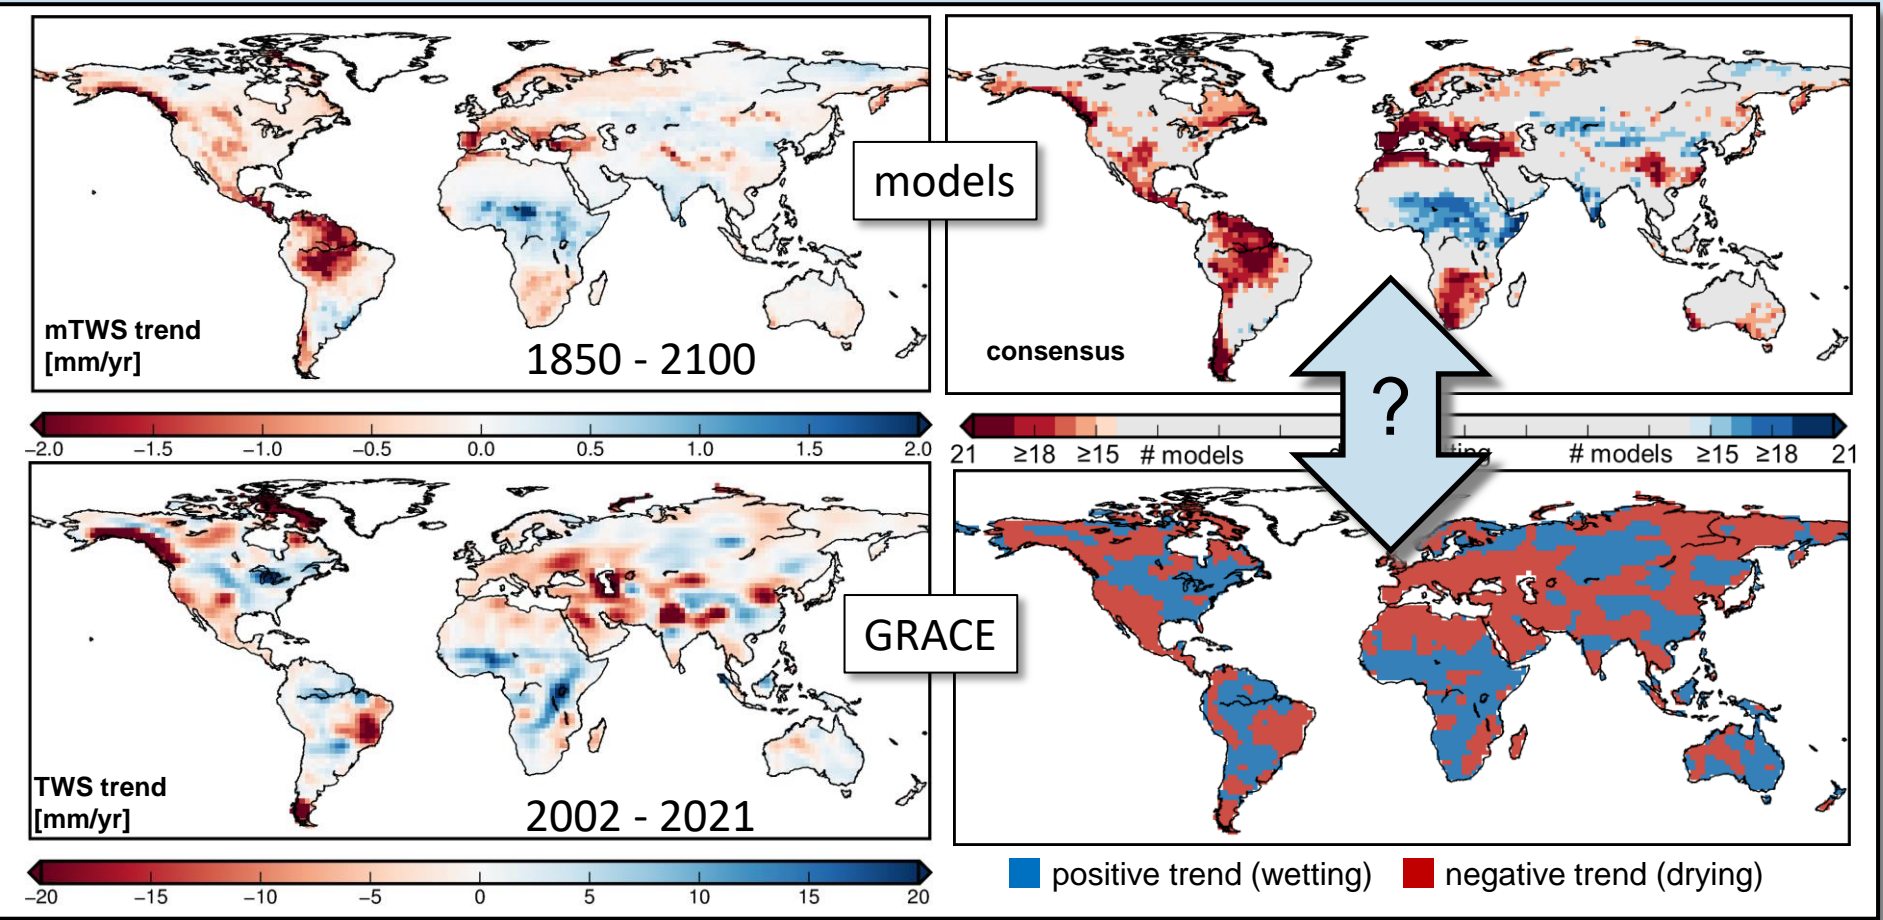 models
mTWS trend
[mm/yr]
1850 - 2100
consensus
?
−2.0 −1.5 −1.0 −0.5 0.0 0.5 1.0 1.5 2.0
21 ≥18 ≥15 # models # models ≥15 ≥18 21
GRACE
TWS trend
[mm/yr]
2002 - 2021
−20 −15 −10 −5 0 5 10 15 20
positive trend (wetting) negative trend (drying)